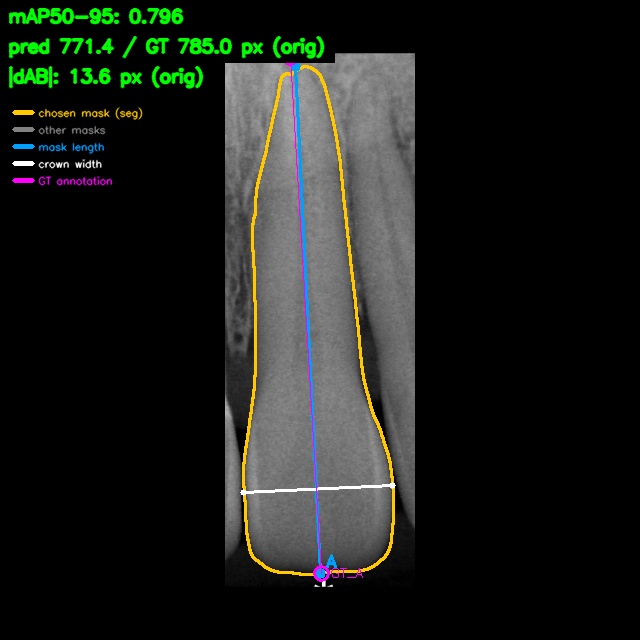 mAP50-95: 0.796
pred 771.4 / GT 785.0 px (orig)
|dAB|: 13.6 px (orig)
chosen mask (seg)
other masks
mask length
crown width
GT annotation
A
GT_A